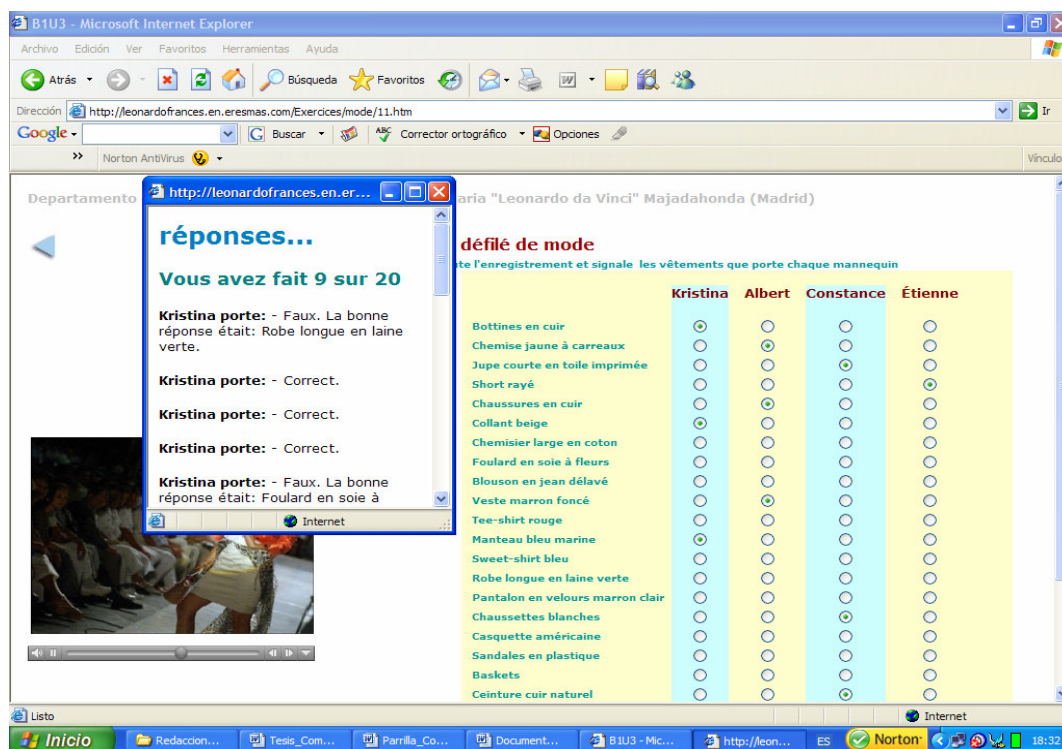 B1U3 - Microsoft Internet Explorer
Archivo Edición Ver Favoritos Herramientas Ayuda
Atrás Búsqueda Favoritos
Dirección http://leonardofrances.en.eresmas.com/Exercices/mode/11.htm Ir
Google Buscar ABC Corrector ortográfico Opciones
Norton AntiVirus Vínculo
Departamento
aria "Leonardo da Vinci" Majadahonda (Madrid)
http://leonardofrances.en.er...
réponses...
Vous avez fait 9 sur 20
Kristina porte: - Faux. La bonne
réponse était: Robe longue en laine
verte.
Kristina porte: - Correct.
Kristina porte: - Correct.
Kristina porte: - Correct.
Kristina porte: - Faux. La bonne
réponse était: Foulard en soie à
Internet
défilé de mode
te l'enregistrement et signale les vêtements que porte chaque mannequin
Kristina Albert Constance Étienne
Bottines en cuir
Chemise jaune à carreaux
Jupe courte en toile imprimée
Short rayé
Chaussures en cuir
Collant beige
Chemisier large en coton
Foulard en soie à fleurs
Blouson en jean délavé
Veste marron foncé
Tee-shirt rouge
Manteau bleu marine
Sweet-shirt bleu
Robe longue en laine verte
Pantalon en velours marron clair
Chaussettes blanches
Casquette américaine
Sandales en plastique
Baskets
Ceinture cuir naturel
Listo Internet
Inicio Redaccion... Tesis_Com... Parrilla_Co... Document... B1U3 - Mic... http://leon... ES Norton 18:32